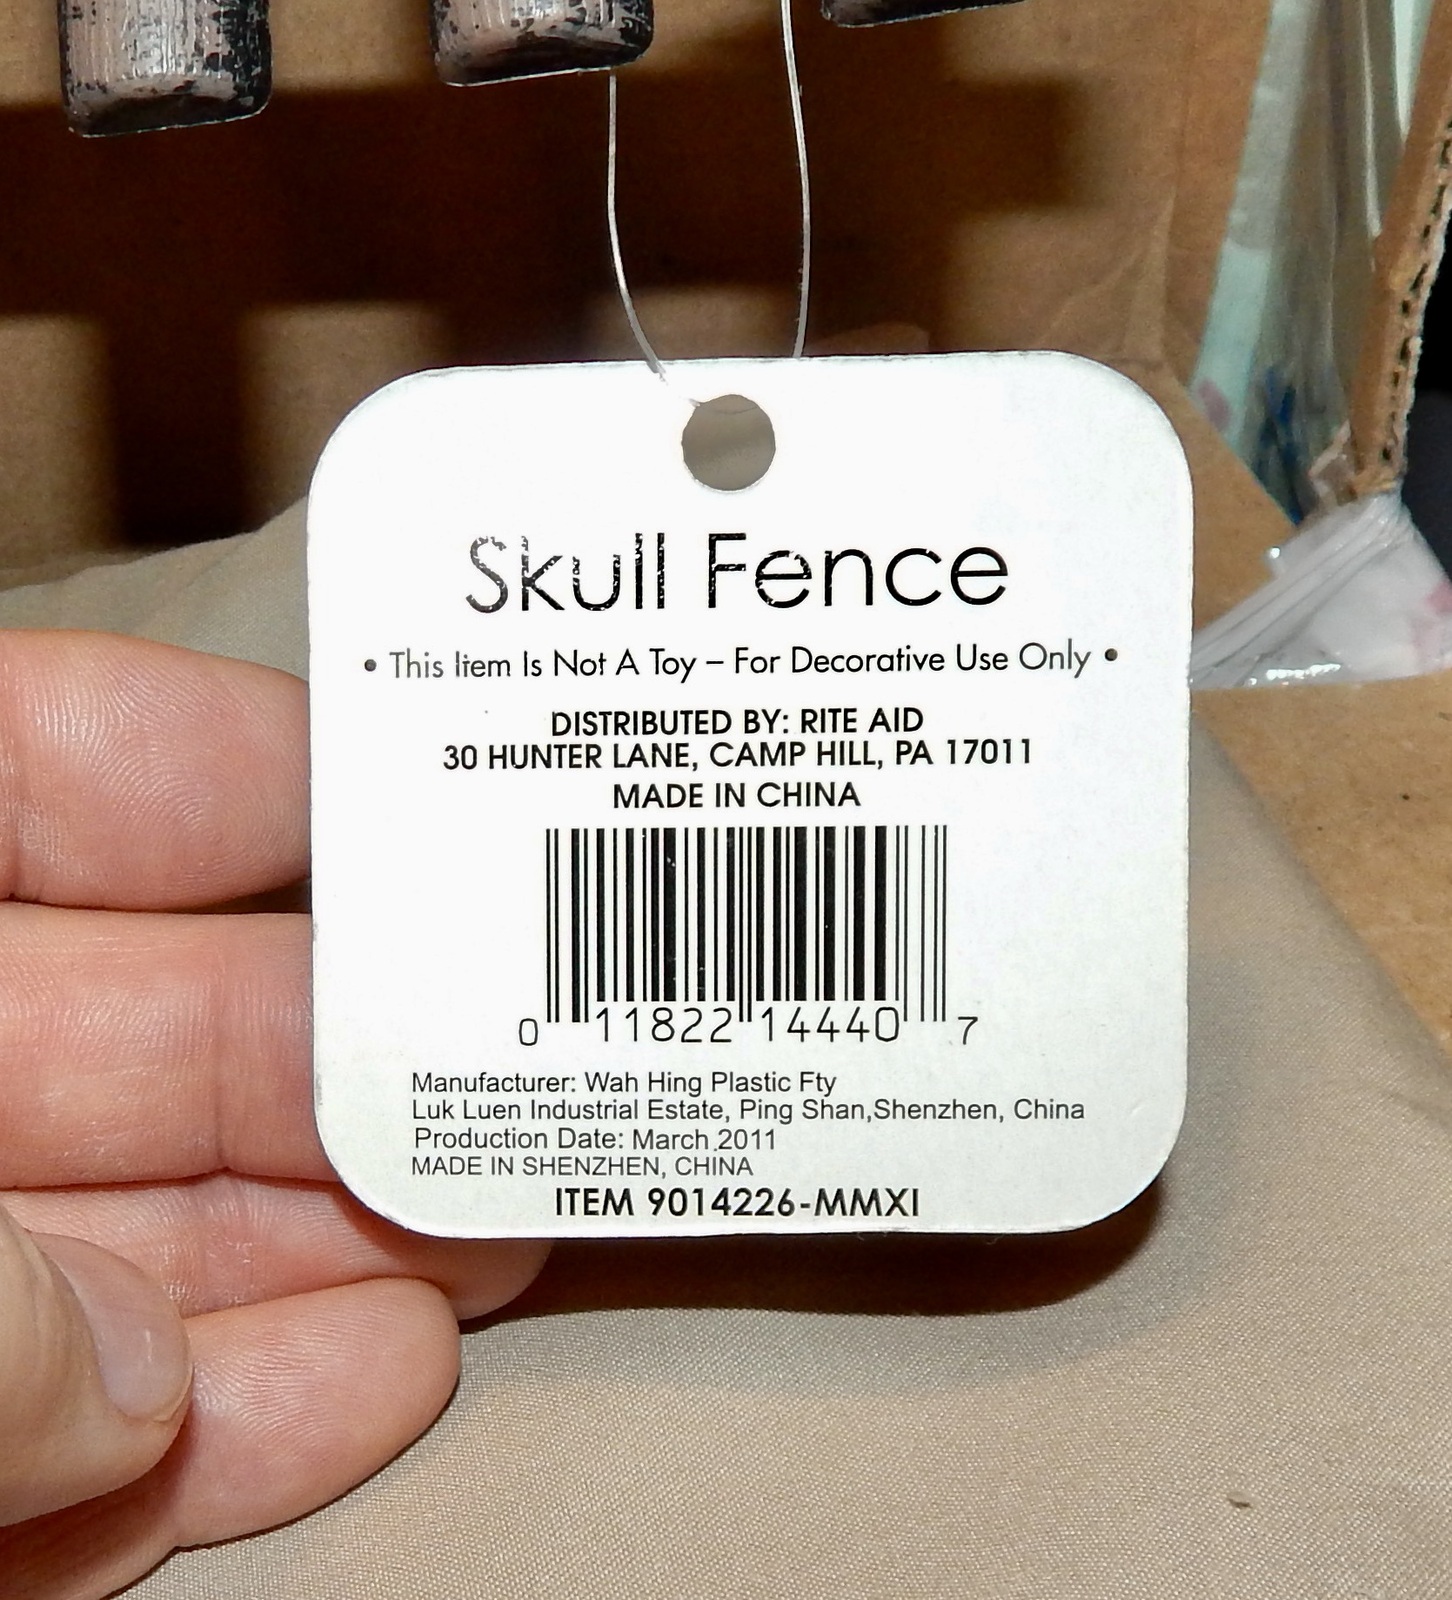 Skull Fence
• This Item Is Not A Toy – For Decorative Use Only •
DISTRIBUTED BY: RITE AID
30 HUNTER LANE, CAMP HILL, PA 17011
MADE IN CHINA
0 11822 14440 7
Manufacturer: Wah Hing Plastic Fty
Luk Luen Industrial Estate, Ping Shan,Shenzhen, China
Production Date: March.2011
MADE IN SHENZHEN, CHINA
ITEM 9014226-MMXI